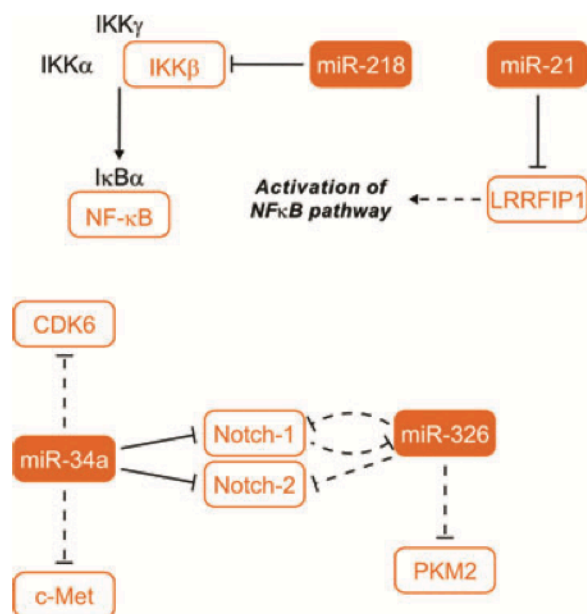 IKKγ
IKKα
IKKβ
miR-218
miR-21
IκBα
NF-κB
Activation of
NFκB pathway
LRRFIP1
CDK6
Notch-1
miR-326
miR-34a
Notch-2
c-Met
PKM2